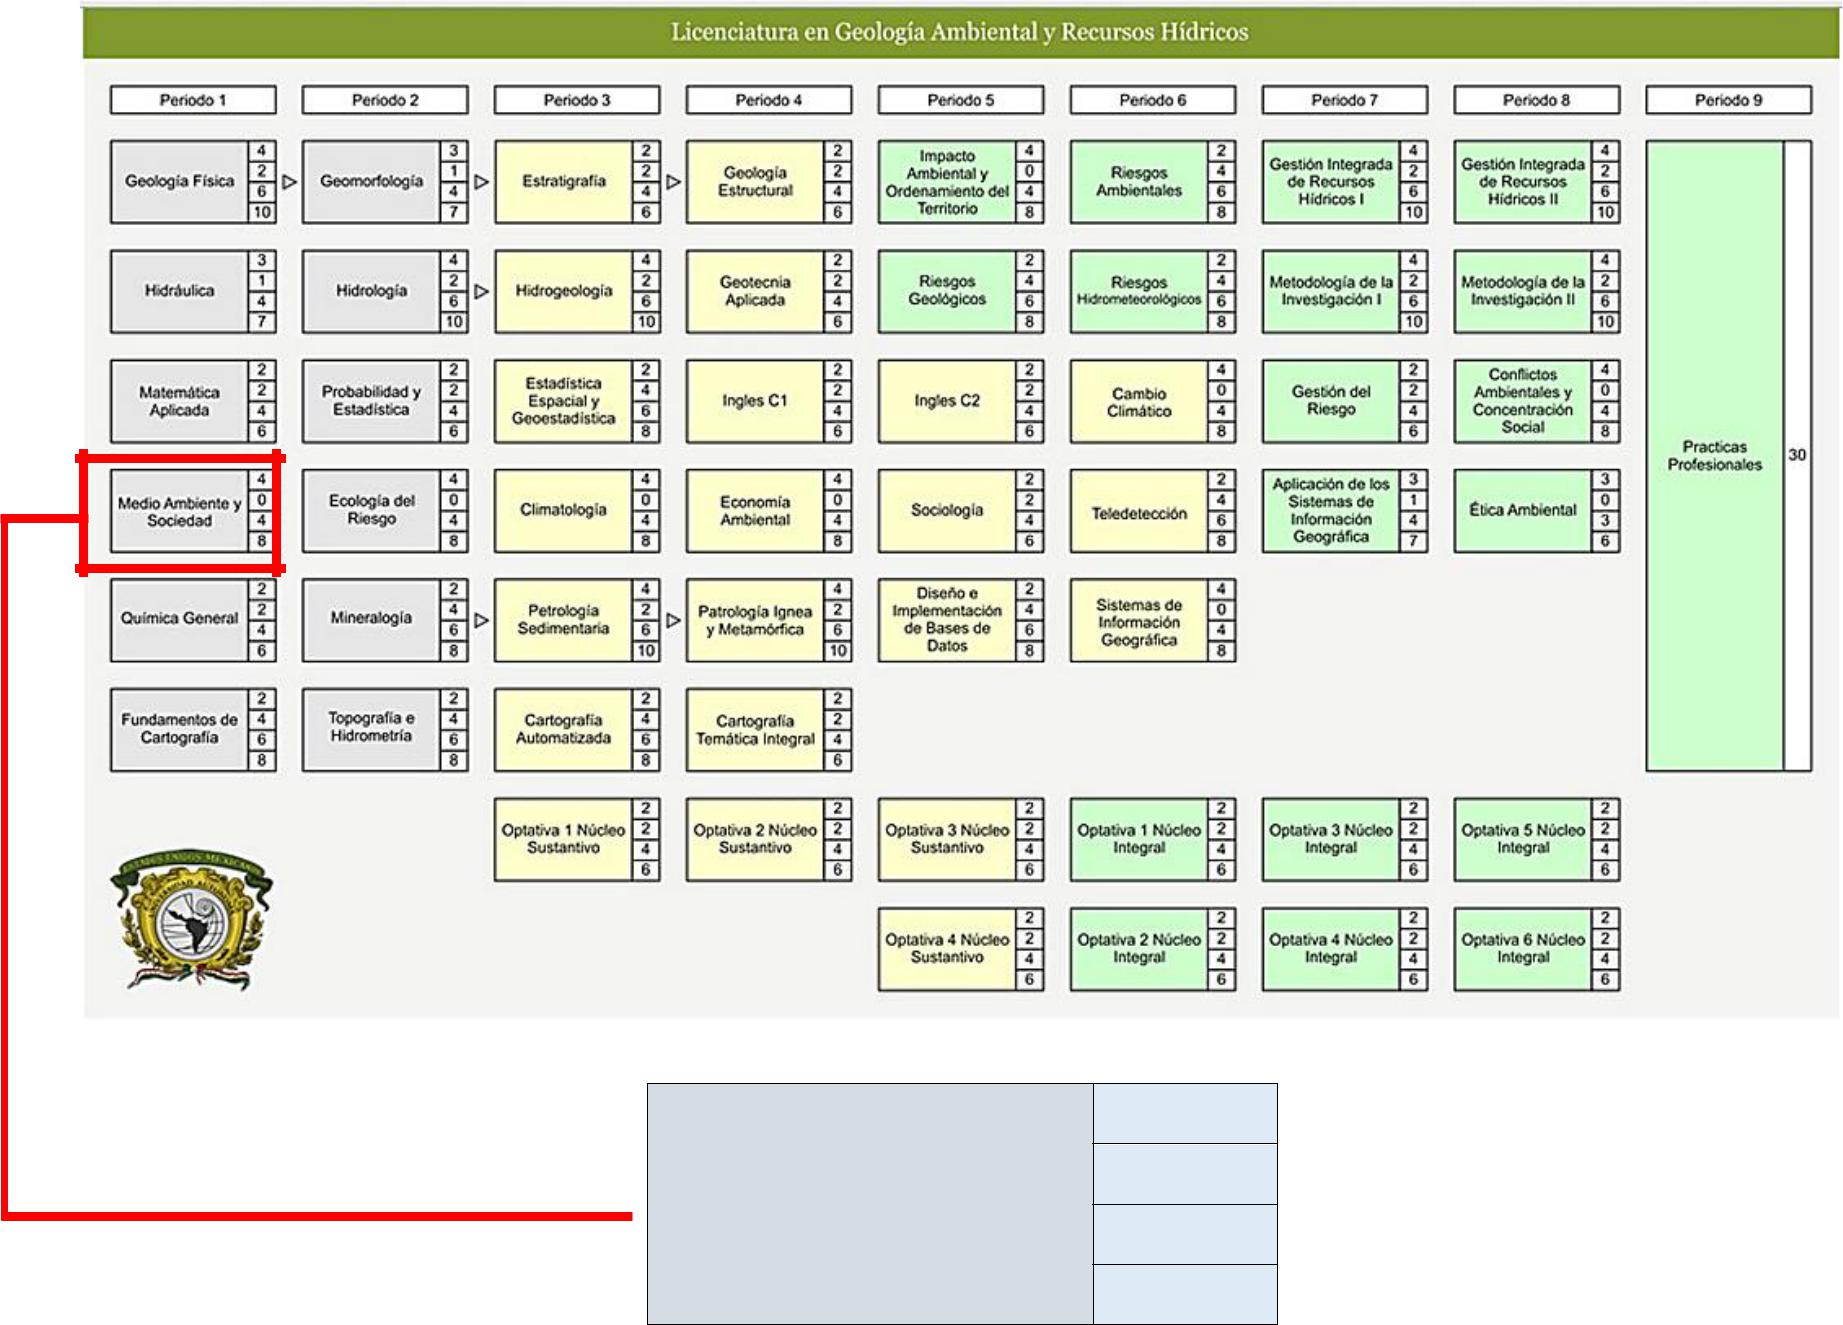 Licenciatura en Geología Ambiental y Recursos Hídricos
Periodo 1
Periodo 2
Periodo 3
Periodo 4
Periodo 5
Periodo 6
Periodo 7
Periodo 8
Periodo 9
Geología Física
4
2
6
10
Geomorfología
3
1
4
7
Estratigrafía
2
2
4
6
Geología
Estructural
2
2
4
6
Impacto
Ambiental y
Ordenamiento del
Territorio
4
0
4
8
Riesgos
Ambientales
2
4
6
8
Gestión Integrada
de Recursos
Hídricos I
4
2
6
10
Gestión Integrada
de Recursos
Hídricos II
4
2
6
10
Practicas
Profesionales
30
Hidráulica
3
1
4
7
Hidrología
4
2
6
10
Hidrogeología
4
2
6
10
Geotecnia
Aplicada
2
2
4
6
Riesgos
Geológicos
2
4
6
8
Riesgos
Hidrometeorológicos
2
4
6
8
Metodología de la
Investigación I
4
2
6
10
Metodología de la
Investigación II
4
2
6
10
Matemática
Aplicada
2
2
4
6
Probabilidad y
Estadística
2
2
4
6
Estadística
Espacial y
Geoestadística
2
4
6
8
Ingles C1
2
2
4
6
Ingles C2
2
2
4
6
Cambio
Climático
4
0
4
8
Gestión del
Riesgo
2
2
4
6
Conflictos
Ambientales y
Concentración
Social
4
0
4
8
Medio Ambiente y
Sociedad
4
0
4
8
Ecología del
Riesgo
4
0
4
8
Climatología
4
0
4
8
Economía
Ambiental
4
0
4
8
Sociología
2
2
4
6
Teledetección
2
4
6
8
Aplicación de los
Sistemas de
Información
Geográfica
3
1
4
7
Ética Ambiental
3
0
3
6
Química General
2
2
4
6
Mineralogía
2
4
6
8
Petrología
Sedimentaria
4
2
6
10
Patrología Ignea
y Metamórfica
4
2
6
10
Diseño e
Implementación
de Bases de
Datos
2
4
6
8
Sistemas de
Información
Geográfica
4
0
4
8
Fundamentos de
Cartografía
2
4
6
8
Topografía e
Hidrometría
2
4
6
8
Cartografía
Automatizada
2
4
6
8
Cartografía
Temática Integral
2
2
4
6
Optativa 1 Núcleo
Sustantivo
2
2
4
6
Optativa 2 Núcleo
Sustantivo
2
2
4
6
Optativa 3 Núcleo
Sustantivo
2
2
4
6
Optativa 1 Núcleo
Integral
2
2
4
6
Optativa 3 Núcleo
Integral
2
2
4
6
Optativa 5 Núcleo
Integral
2
2
4
6
Optativa 4 Núcleo
Sustantivo
2
2
4
6
Optativa 2 Núcleo
Integral
2
2
4
6
Optativa 4 Núcleo
Integral
2
2
4
6
Optativa 6 Núcleo
Integral
2
2
4
6
ESTADOS UNIDOS MEXICANOS